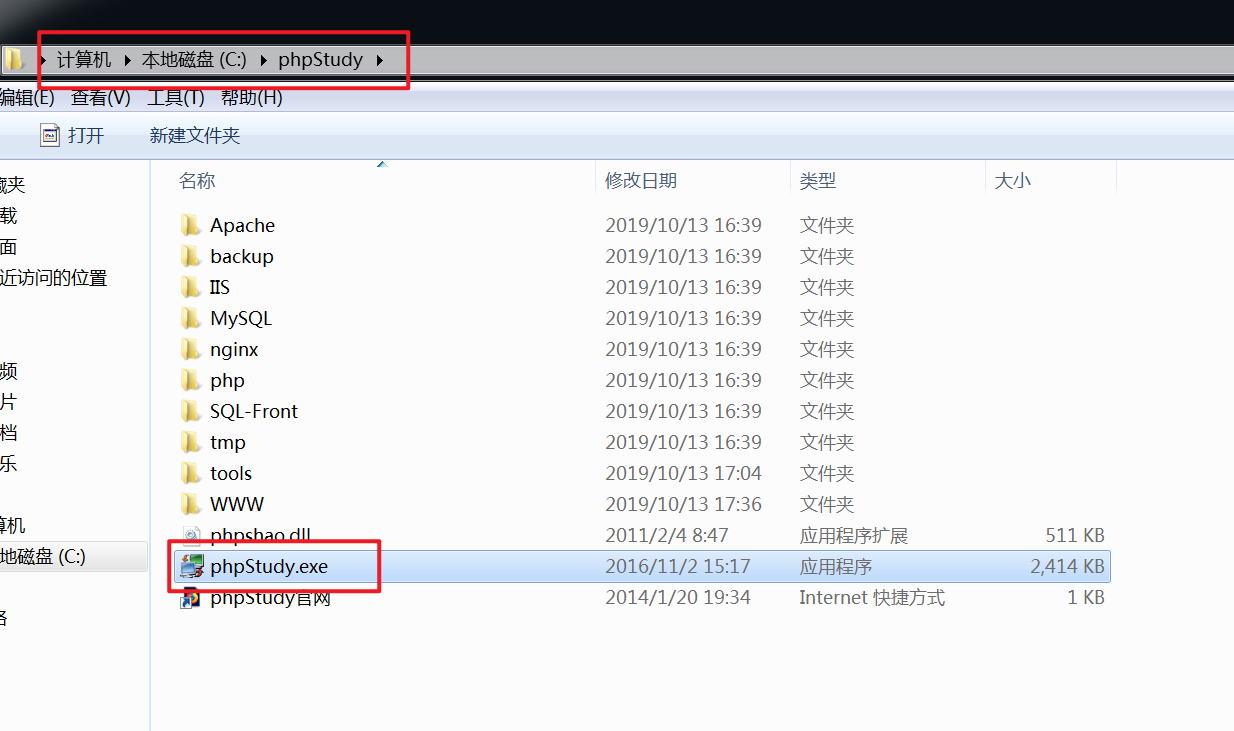 计算机 本地磁盘 (C:) phpStudy
编辑(E) 查看(V) 工具(T) 帮助(H)
打开 新建文件夹
名称 修改日期 类型 大小
藏夹
载
面
近访问的位置
频
片
档
乐
算机
地磁盘 (C:)
络
Apache 2019/10/13 16:39 文件夹
backup 2019/10/13 16:39 文件夹
IIS 2019/10/13 16:39 文件夹
MySQL 2019/10/13 16:39 文件夹
nginx 2019/10/13 16:39 文件夹
php 2019/10/13 16:39 文件夹
SQL-Front 2019/10/13 16:39 文件夹
tmp 2019/10/13 16:39 文件夹
tools 2019/10/13 17:04 文件夹
WWW 2019/10/13 17:36 文件夹
phpshao.dll 2011/2/4 8:47 应用程序扩展 511 KB
phpStudy.exe 2016/11/2 15:17 应用程序 2,414 KB
phpStudy官网 2014/1/20 19:34 Internet 快捷方式 1 KB